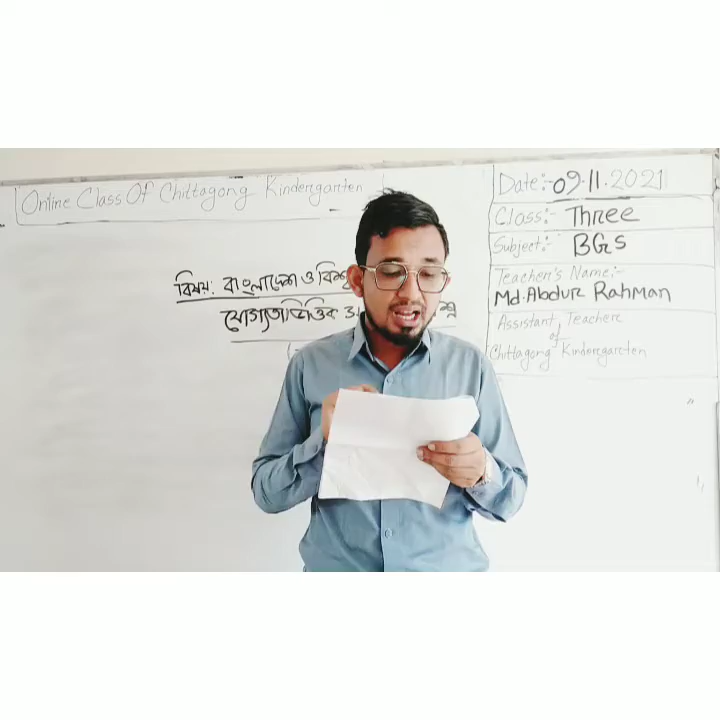 Online Class Of Chittagong Kindergarten
বিষয়: বাংলাদেশ ও বিশ্ব
যোগ্যতাভিত্তিক
Date:-09.11.2021
Class:- Three
Subject:- BGS
Teacher's Name:-
Md. Abdur Rahman
Assistant Teacher
of
Chittagong Kindergarten